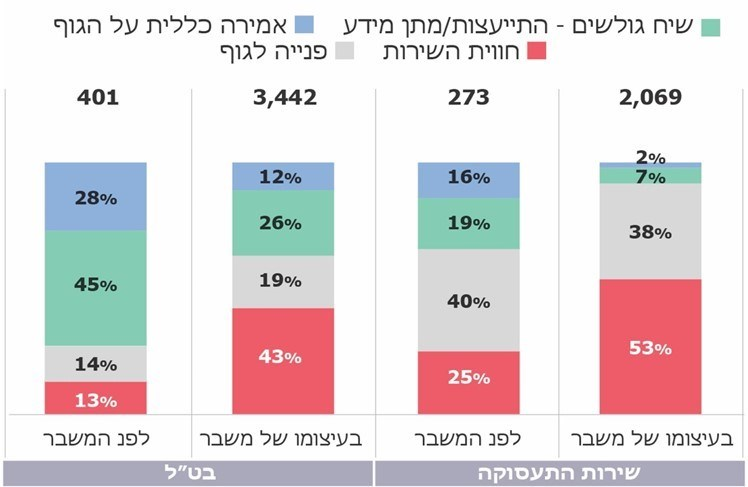 שיח גולשים - התייעצות/מתן מידע אמירה כללית על הגוף
חווית השירות פנייה לגוף
401 3,442 273 2,069
28% 12% 16% 2%
45% 26% 19% 7%
14% 19% 40% 38%
13% 43% 25% 53%
לפנ המשבר בעיצומו של משבר לפנ המשבר בעיצומו של משבר
בט"ל שירות התעסוקה